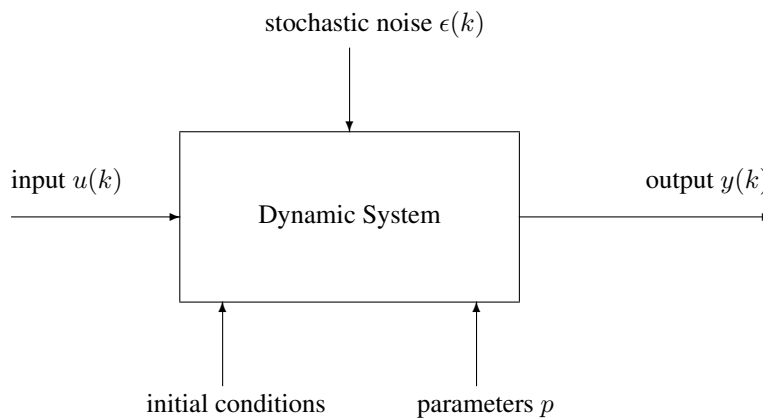 stochastic noise ϵ(k)
input u(k)
output y(k)
Dynamic System
initial conditions
parameters p